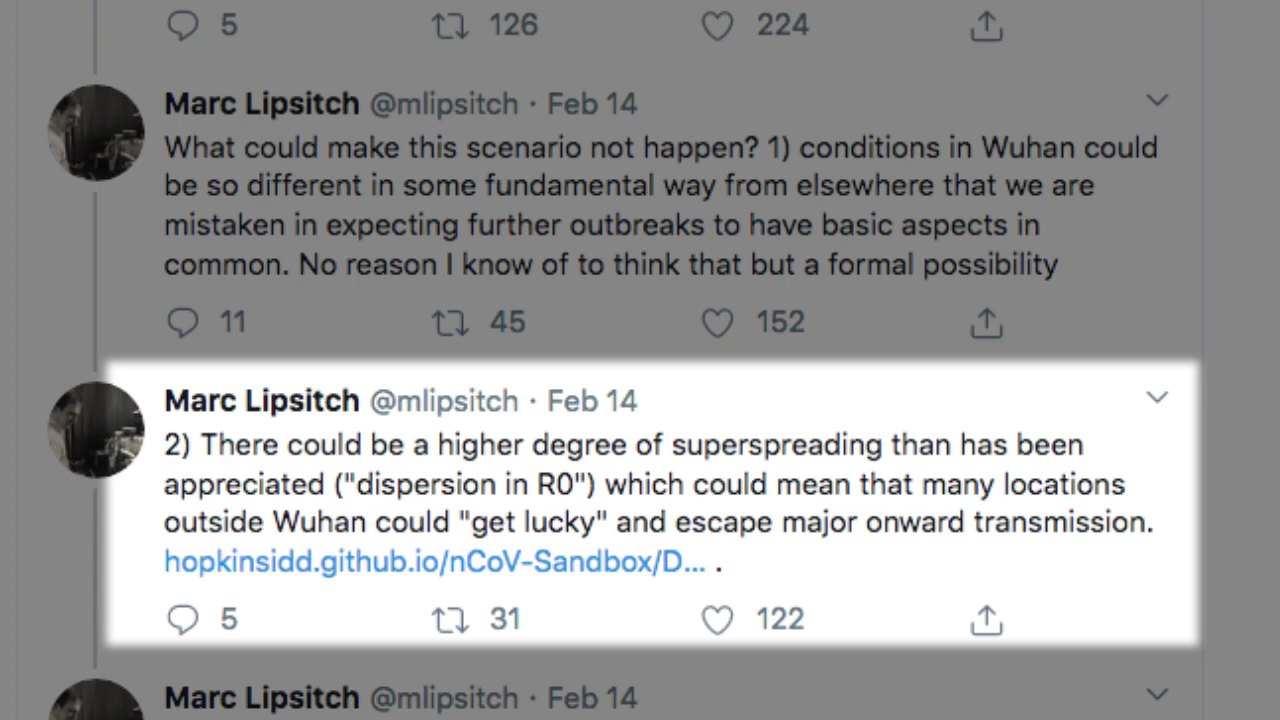 5 126 224
Marc Lipsitch @mlipsitch · Feb 14
What could make this scenario not happen? 1) conditions in Wuhan could
be so different in some fundamental way from elsewhere that we are
mistaken in expecting further outbreaks to have basic aspects in
common. No reason I know of to think that but a formal possibility
11 45 152
Marc Lipsitch @mlipsitch · Feb 14
2) There could be a higher degree of superspreading than has been
appreciated ("dispersion in R0") which could mean that many locations
outside Wuhan could "get lucky" and escape major onward transmission.
hopkinsidd.github.io/nCoV-Sandbox/D... .
5 31 122
Marc Lipsitch @mlipsitch · Feb 14